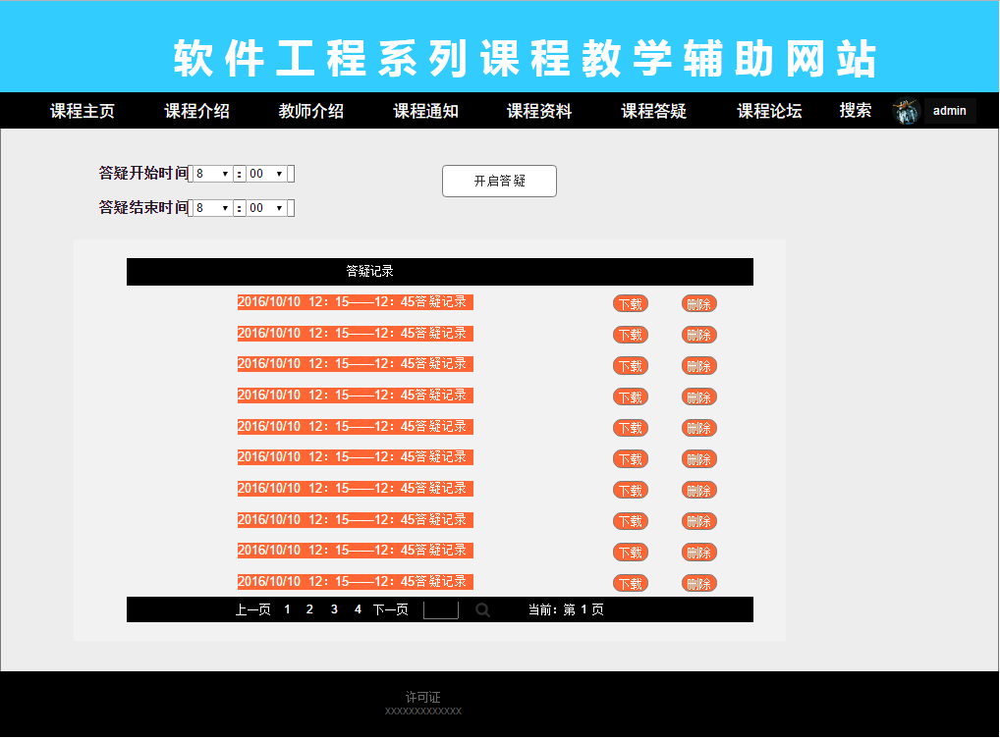 软件工程系列课程教学辅助网站
课程主页 课程介绍 教师介绍 课程通知 课程资料 课程答疑 课程论坛 搜索 admin
答疑开始时间 8 : 00 开启答疑
答疑结束时间 8 : 00
答疑记录
2016/10/10 12：15——12：45答疑记录 下载 删除
2016/10/10 12：15——12：45答疑记录 下载 删除
2016/10/10 12：15——12：45答疑记录 下载 删除
2016/10/10 12：15——12：45答疑记录 下载 删除
2016/10/10 12：15——12：45答疑记录 下载 删除
2016/10/10 12：15——12：45答疑记录 下载 删除
2016/10/10 12：15——12：45答疑记录 下载 删除
2016/10/10 12：15——12：45答疑记录 下载 删除
2016/10/10 12：15——12：45答疑记录 下载 删除
2016/10/10 12：15——12：45答疑记录 下载 删除
上一页 1 2 3 4 下一页 当前：第 1 页
许可证
xxxxxxxxxxxxx